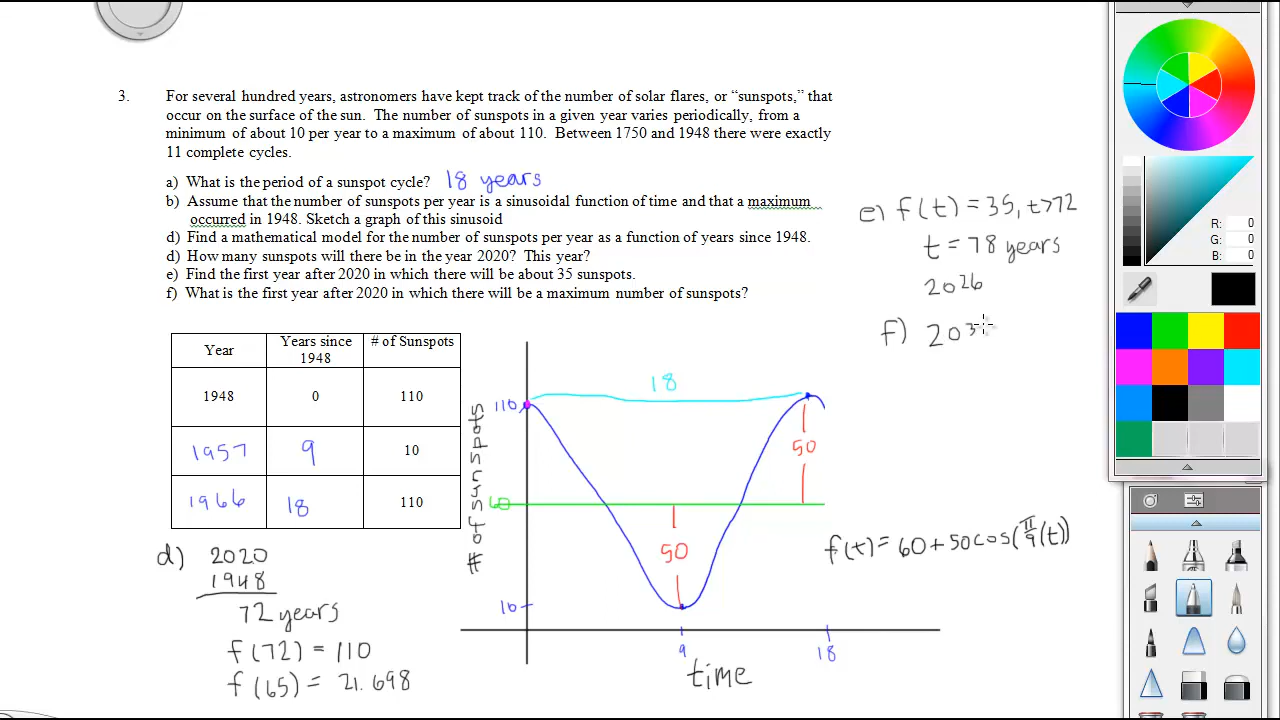 3. For several hundred years, astronomers have kept track of the number of solar flares, or “sunspots,” that
occur on the surface of the sun. The number of sunspots in a given year varies periodically, from a
minimum of about 10 per year to a maximum of about 110. Between 1750 and 1948 there were exactly
11 complete cycles.
a) What is the period of a sunspot cycle? 18 years
b) Assume that the number of sunspots per year is a sinusoidal function of time and that a maximum
occurred in 1948. Sketch a graph of this sinusoid
d) Find a mathematical model for the number of sunspots per year as a function of years since 1948.
d) How many sunspots will there be in the year 2020? This year?
e) Find the first year after 2020 in which there will be about 35 sunspots.
f) What is the first year after 2020 in which there will be a maximum number of sunspots?
Year Years since 1948 # of Sunspots
1948 0 110
1957 9 10
1966 18 110
d) 2020
1948
72 years
f(72) = 110
f(65) = 21.698
# of sunspots
110
60
10
18
50
50
9
18
time
f(t) = 60 + 50cos(π/9(t))
e) f(t) = 35, t>72
t = 78 years
2026
f) 203
R: 0
G: 0
B: 0